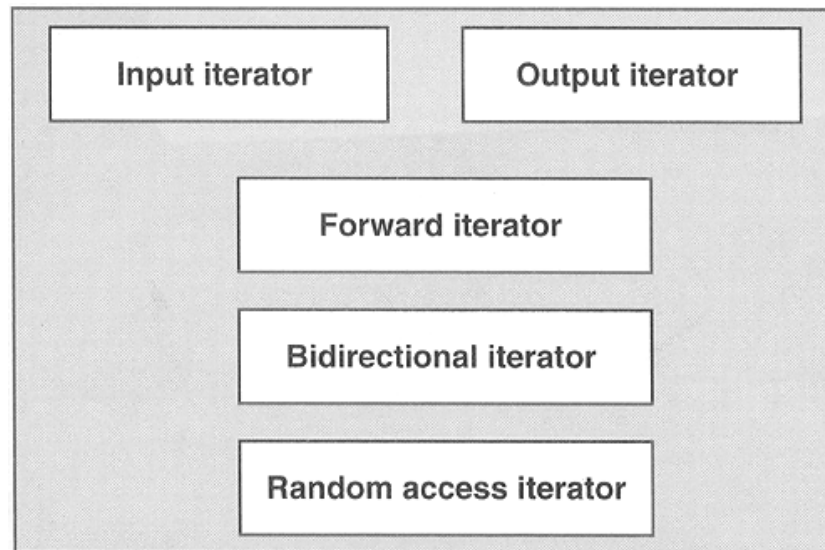 Input iterator
Output iterator
Forward iterator
Bidirectional iterator
Random access iterator